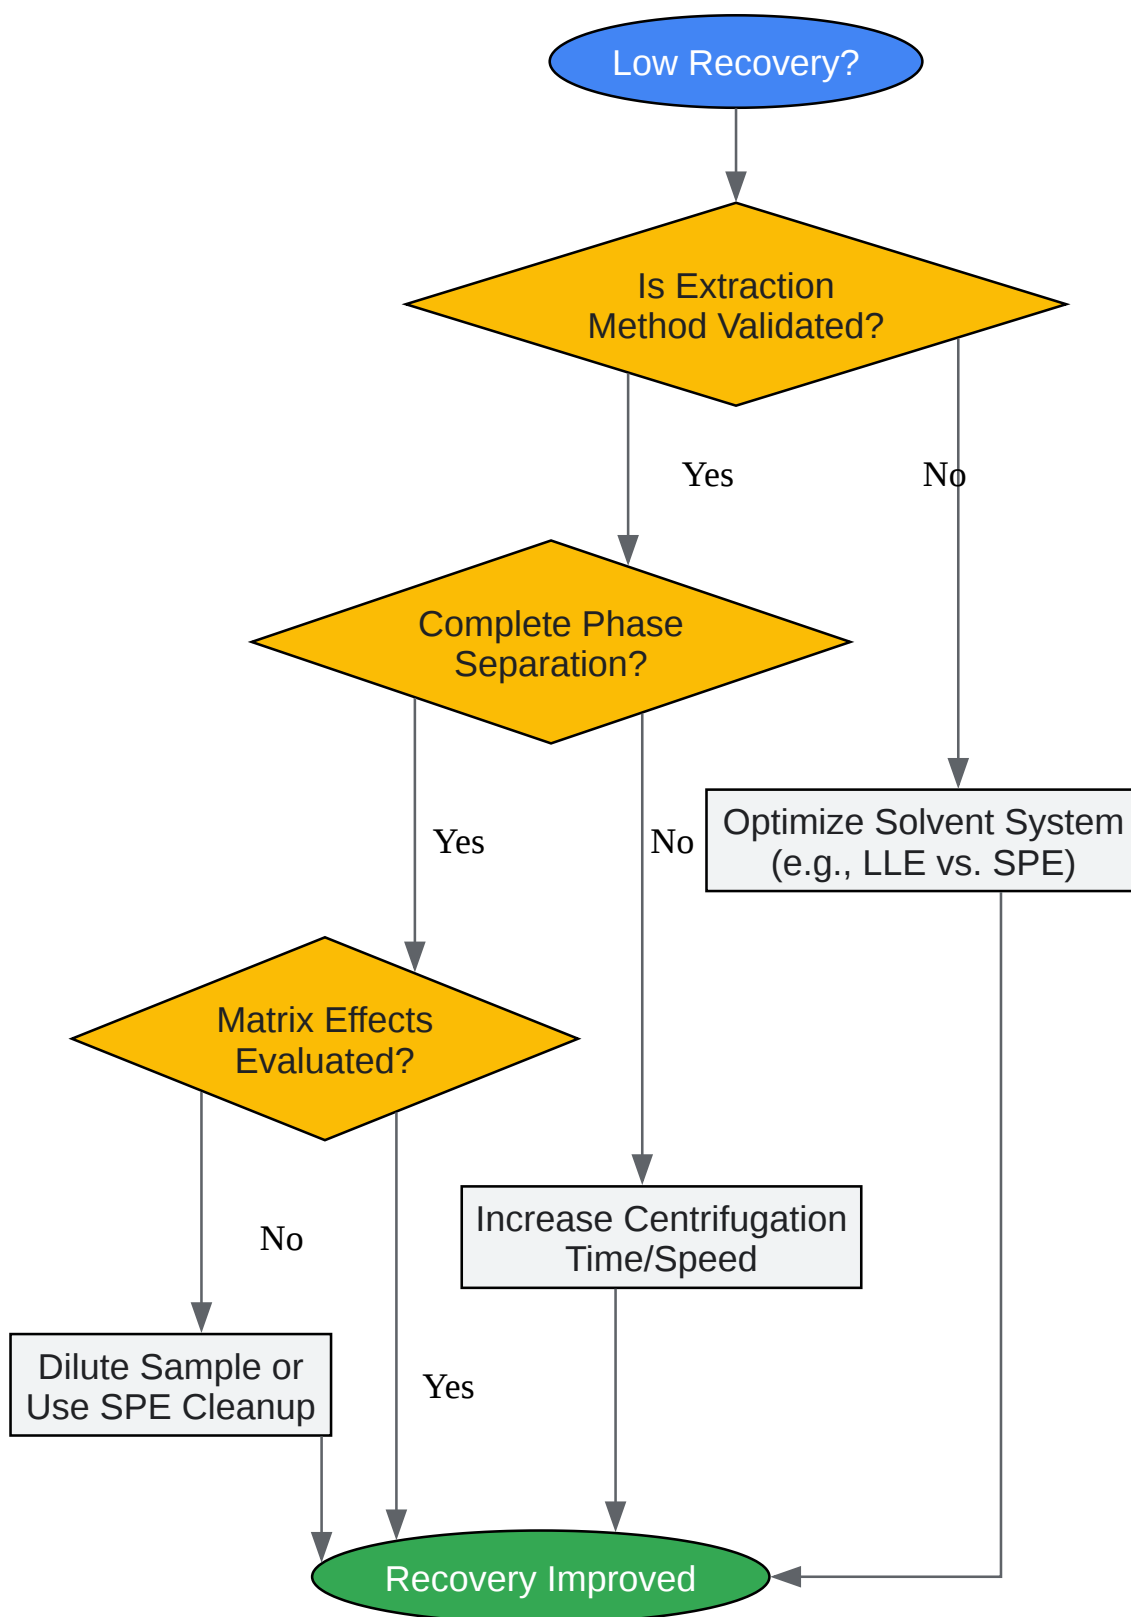 Low Recovery?
Is Extraction
Method Validated?
Yes
No
Complete Phase
Separation?
Optimize Solvent System
(e.g., LLE vs. SPE)
Yes
No
Matrix Effects
Evaluated?
Increase Centrifugation
Time/Speed
No
Dilute Sample or
Use SPE Cleanup
Yes
Recovery Improved